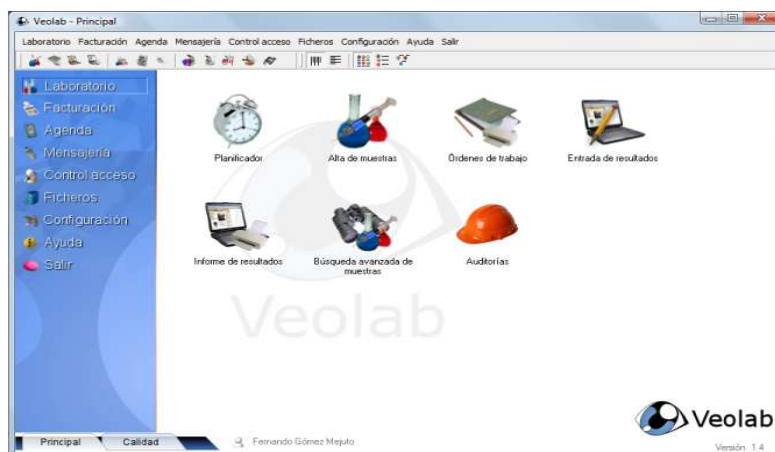 Veolab - Principal
Laboratorio Facturación Agenda Mensajería Control acceso Ficheros Configuración Ayuda Salir
Laboratorio
Facturación
Agenda
Mensajería
Control acceso
Ficheros
Configuración
Ayuda
Salir
Planificador
Alta de muestras
Órdenes de trabajo
Entrada de resultados
Informe de resultados
Búsqueda avanzada de
muestras
Auditorías
Veolab
Veolab
Versión 1.4
Principal
Calidad
Fernando Gómez Mejuto